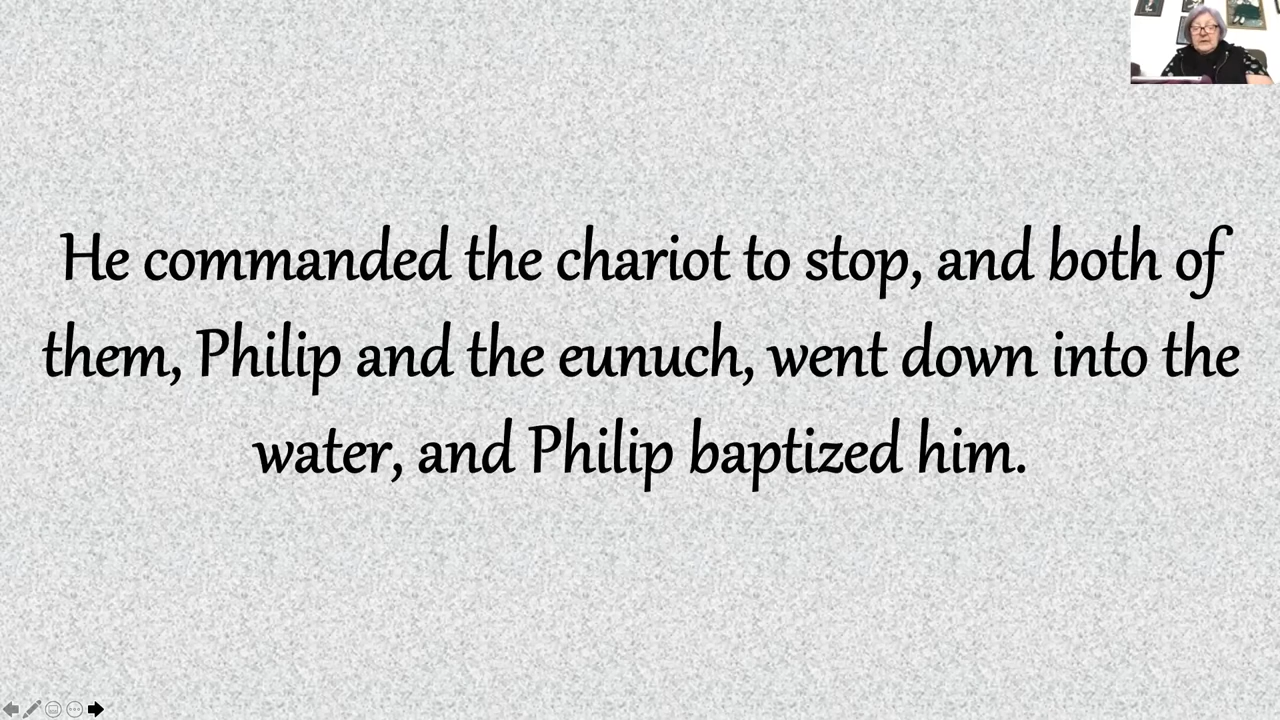 He commanded the chariot to stop, and both of
them, Philip and the eunuch, went down into the
water, and Philip baptized him.